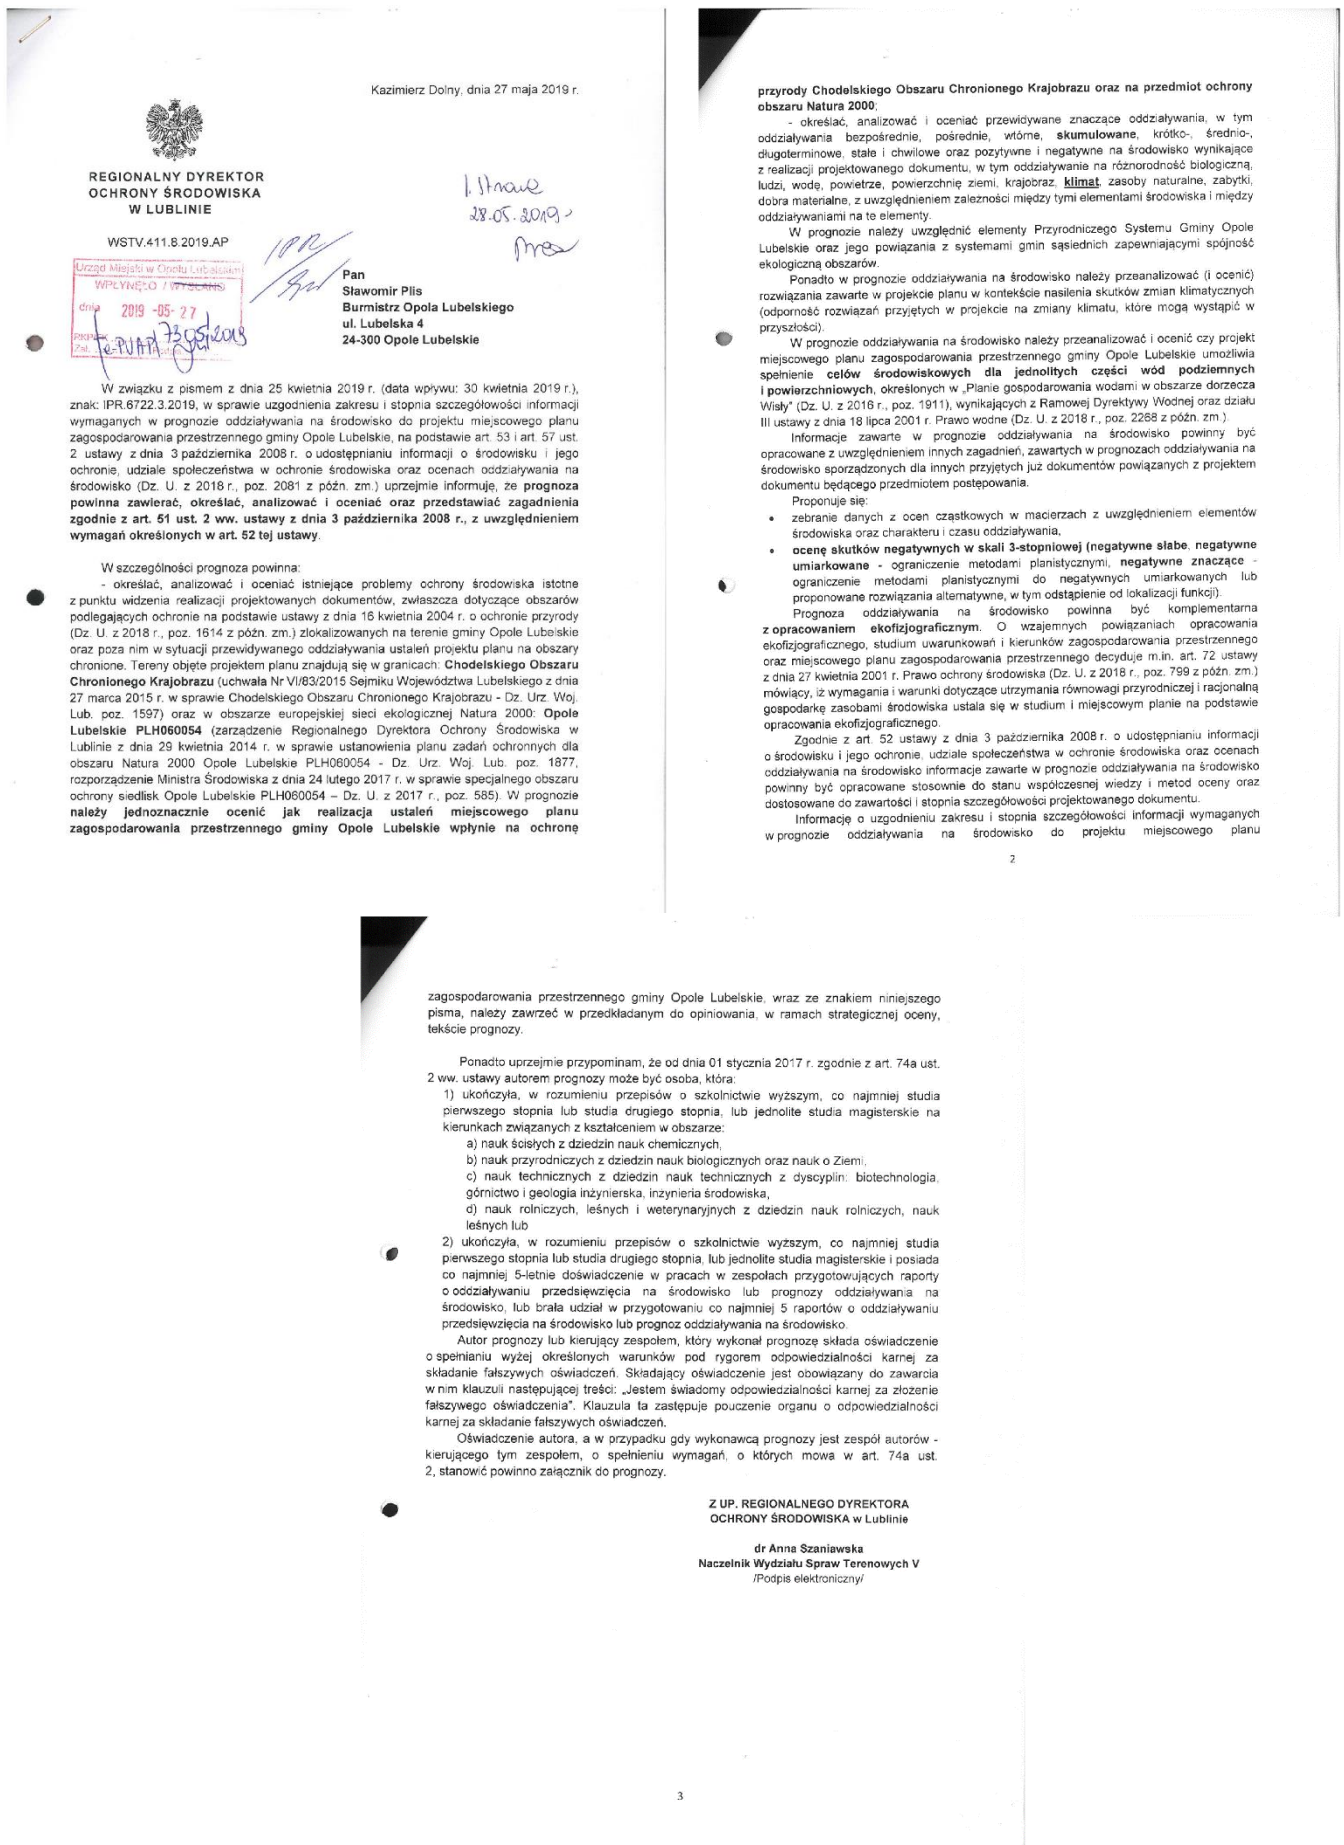 Kazimierz Dolny, dnia 27 maja 2019 r.
REGIONALNY DYREKTOR
OCHRONY ŚRODOWISKA
W LUBLINIE
WSTV.411.8.2019.AP
28.05.2019
IPR
Urząd Miejski w Opolu Lubelskim
WPŁYNĘŁO / WYSŁANO
dnia 2019 -05- 27
Pan
Sławomir Plis
Burmistrz Opola Lubelskiego
ul. Lubelska 4
24-300 Opole Lubelskie
W związku z pismem z dnia 25 kwietnia 2019 r. (data wpływu: 30 kwietnia 2019 r.),
znak: IPR.6722.3.2019, w sprawie uzgodnienia zakresu i stopnia szczegółowości informacji
wymaganych w prognozie oddziaływania na środowisko do projektu miejscowego planu
zagospodarowania przestrzennego gminy Opole Lubelskie, na podstawie art. 53 i art. 57 ust.
2 ustawy z dnia 3 października 2008 r. o udostępnianiu informacji o środowisku i jego
ochronie, udziale społeczeństwa w ochronie środowiska oraz ocenach oddziaływania na
środowisko (Dz. U. z 2018 r., poz. 2081 z późn. zm.) uprzejmie informuję, że prognoza
powinna zawierać, określać, analizować i oceniać oraz przedstawiać zagadnienia
zgodnie z art. 51 ust. 2 ww. ustawy z dnia 3 października 2008 r., z uwzględnieniem
wymagań określonych w art. 52 tej ustawy.
W szczególności prognoza powinna:
- określać, analizować i oceniać istniejące problemy ochrony środowiska istotne
z punktu widzenia realizacji projektowanych dokumentów, zwłaszcza dotyczące obszarów
podlegających ochronie na podstawie ustawy z dnia 16 kwietnia 2004 r. o ochronie przyrody
(Dz. U. z 2018 r., poz. 1614 z późn. zm.) zlokalizowanych na terenie gminy Opole Lubelskie
oraz poza nim w sytuacji przewidywanego oddziaływania ustaleń projektu planu na obszary
chronione. Tereny objęte projektem planu znajdują się w granicach: Chodelskiego Obszaru
Chronionego Krajobrazu (uchwała Nr VI/83/2015 Sejmiku Województwa Lubelskiego z dnia
27 marca 2015 r. w sprawie Chodelskiego Obszaru Chronionego Krajobrazu - Dz. Urz. Woj.
Lub. poz. 1597) oraz w obszarze europejskiej sieci ekologicznej Natura 2000: Opole
Lubelskie PLH060054 (zarządzenie Regionalnego Dyrektora Ochrony Środowiska w
Lublinie z dnia 29 kwietnia 2014 r. w sprawie ustanowienia planu zadań ochronnych dla
obszaru Natura 2000 Opole Lubelskie PLH060054 - Dz. Urz. Woj. Lub. poz. 1877,
rozporządzenie Ministra Środowiska z dnia 24 lutego 2017 r. w sprawie specjalnego obszaru
ochrony siedlisk Opole Lubelskie PLH060054 – Dz. U. z 2017 r., poz. 585). W prognozie
należy jednoznacznie ocenić jak realizacja ustaleń miejscowego planu
zagospodarowania przestrzennego gminy Opole Lubelskie wpłynie na ochronę
przyrody Chodelskiego Obszaru Chronionego Krajobrazu oraz na przedmiot ochrony
obszaru Natura 2000;
- określać, analizować i oceniać przewidywane znaczące oddziaływania, w tym
oddziaływania bezpośrednie, pośrednie, wtórne, skumulowane, krótko-, średnio-,
długoterminowe, stałe i chwilowe oraz pozytywne i negatywne na środowisko wynikające
z realizacji projektowanego dokumentu, w tym oddziaływanie na różnorodność biologiczną,
ludzi, wodę, powietrze, powierzchnię ziemi, krajobraz, klimat, zasoby naturalne, zabytki,
dobra materialne, z uwzględnieniem zależności między tymi elementami środowiska i między
oddziaływaniami na te elementy.
W prognozie należy uwzględnić elementy Przyrodniczego Systemu Gminy Opole
Lubelskie oraz jego powiązania z systemami gmin sąsiednich zapewniającymi spójność
ekologiczną obszarów.
Ponadto w prognozie oddziaływania na środowisko należy przeanalizować (i ocenić)
rozwiązania zawarte w projekcie planu w kontekście nasilenia skutków zmian klimatycznych
(odporność rozwiązań przyjętych w projekcie na zmiany klimatu, które mogą wystąpić w
przyszłości).
W prognozie oddziaływania na środowisko należy przeanalizować i ocenić czy projekt
miejscowego planu zagospodarowania przestrzennego gminy Opole Lubelskie umożliwia
spełnienie celów środowiskowych dla jednolitych części wód podziemnych
i powierzchniowych, określonych w „Planie gospodarowania wodami w obszarze dorzecza
Wisły" (Dz. U. z 2016 r., poz. 1911), wynikających z Ramowej Dyrektywy Wodnej oraz działu
III ustawy z dnia 18 lipca 2001 r. Prawo wodne (Dz. U. z 2018 r., poz. 2268 z późn. zm.).
Informacje zawarte w prognozie oddziaływania na środowisko powinny być
opracowane z uwzględnieniem innych zagadnień, zawartych w prognozach oddziaływania na
środowisko sporządzonych dla innych przyjętych już dokumentów powiązanych z projektem
dokumentu będącego przedmiotem postępowania.
Proponuje się:
• zebranie danych z ocen cząstkowych w macierzach z uwzględnieniem elementów
środowiska oraz charakteru i czasu oddziaływania,
• ocenę skutków negatywnych w skali 3-stopniowej (negatywne słabe, negatywne
umiarkowane - ograniczenie metodami planistycznymi, negatywne znaczące -
ograniczenie metodami planistycznymi do negatywnych umiarkowanych lub
proponowane rozwiązania alternatywne, w tym odstąpienie od lokalizacji funkcji).
Prognoza oddziaływania na środowisko powinna być komplementarna
z opracowaniem ekofizjograficznym. O wzajemnych powiązaniach opracowania
ekofizjograficznego, studium uwarunkowań i kierunków zagospodarowania przestrzennego
oraz miejscowego planu zagospodarowania przestrzennego decyduje m.in. art. 72 ustawy
z dnia 27 kwietnia 2001 r. Prawo ochrony środowiska (Dz. U. z 2018 r., poz. 799 z późn. zm.)
mówiący, iż wymagania i warunki dotyczące utrzymania równowagi przyrodniczej i racjonalną
gospodarkę zasobami środowiska ustala się w studium i miejscowym planie na podstawie
opracowania ekofizjograficznego.
Zgodnie z art. 52 ustawy z dnia 3 października 2008 r. o udostępnianiu informacji
o środowisku i jego ochronie, udziale społeczeństwa w ochronie środowiska oraz ocenach
oddziaływania na środowisko informacje zawarte w prognozie oddziaływania na środowisko
powinny być opracowane stosownie do stanu współczesnej wiedzy i metod oceny oraz
dostosowane do zawartości i stopnia szczegółowości projektowanego dokumentu.
Informację o uzgodnieniu zakresu i stopnia szczegółowości informacji wymaganych
w prognozie oddziaływania na środowisko do projektu miejscowego planu
2
zagospodarowania przestrzennego gminy Opole Lubelskie, wraz ze znakiem niniejszego
pisma, należy zawrzeć w przedkładanym do opiniowania, w ramach strategicznej oceny,
tekście prognozy.
Ponadto uprzejmie przypominam, że od dnia 01 stycznia 2017 r. zgodnie z art. 74a ust.
2 ww. ustawy autorem prognozy może być osoba, która:
1) ukończyła, w rozumieniu przepisów o szkolnictwie wyższym, co najmniej studia
pierwszego stopnia lub studia drugiego stopnia, lub jednolite studia magisterskie na
kierunkach związanych z kształceniem w obszarze:
a) nauk ścisłych z dziedzin nauk chemicznych,
b) nauk przyrodniczych z dziedzin nauk biologicznych oraz nauk o Ziemi,
c) nauk technicznych z dziedzin nauk technicznych z dyscyplin: biotechnologia,
górnictwo i geologia inżynierska, inżynieria środowiska,
d) nauk rolniczych, leśnych i weterynaryjnych z dziedzin nauk rolniczych, nauk
leśnych lub
2) ukończyła, w rozumieniu przepisów o szkolnictwie wyższym, co najmniej studia
pierwszego stopnia lub studia drugiego stopnia, lub jednolite studia magisterskie i posiada
co najmniej 5-letnie doświadczenie w pracach w zespołach przygotowujących raporty
o oddziaływaniu przedsięwzięcia na środowisko lub prognozy oddziaływania na
środowisko, lub brała udział w przygotowaniu co najmniej 5 raportów o oddziaływaniu
przedsięwzięcia na środowisko lub prognoz oddziaływania na środowisko.
Autor prognozy lub kierujący zespołem, który wykonał prognozę składa oświadczenie
o spełnianiu wyżej określonych warunków pod rygorem odpowiedzialności karnej za
składanie fałszywych oświadczeń. Składający oświadczenie jest obowiązany do zawarcia
w nim klauzuli następującej treści: „Jestem świadomy odpowiedzialności karnej za złożenie
fałszywego oświadczenia". Klauzula ta zastępuje pouczenie organu o odpowiedzialności
karnej za składanie fałszywych oświadczeń.
Oświadczenie autora, a w przypadku gdy wykonawcą prognozy jest zespół autorów -
kierującego tym zespołem, o spełnieniu wymagań, o których mowa w art. 74a ust.
2, stanowić powinno załącznik do prognozy.
Z UP. REGIONALNEGO DYREKTORA
OCHRONY ŚRODOWISKA w Lublinie
dr Anna Szaniawska
Naczelnik Wydziału Spraw Terenowych V
/Podpis elektroniczny/
3